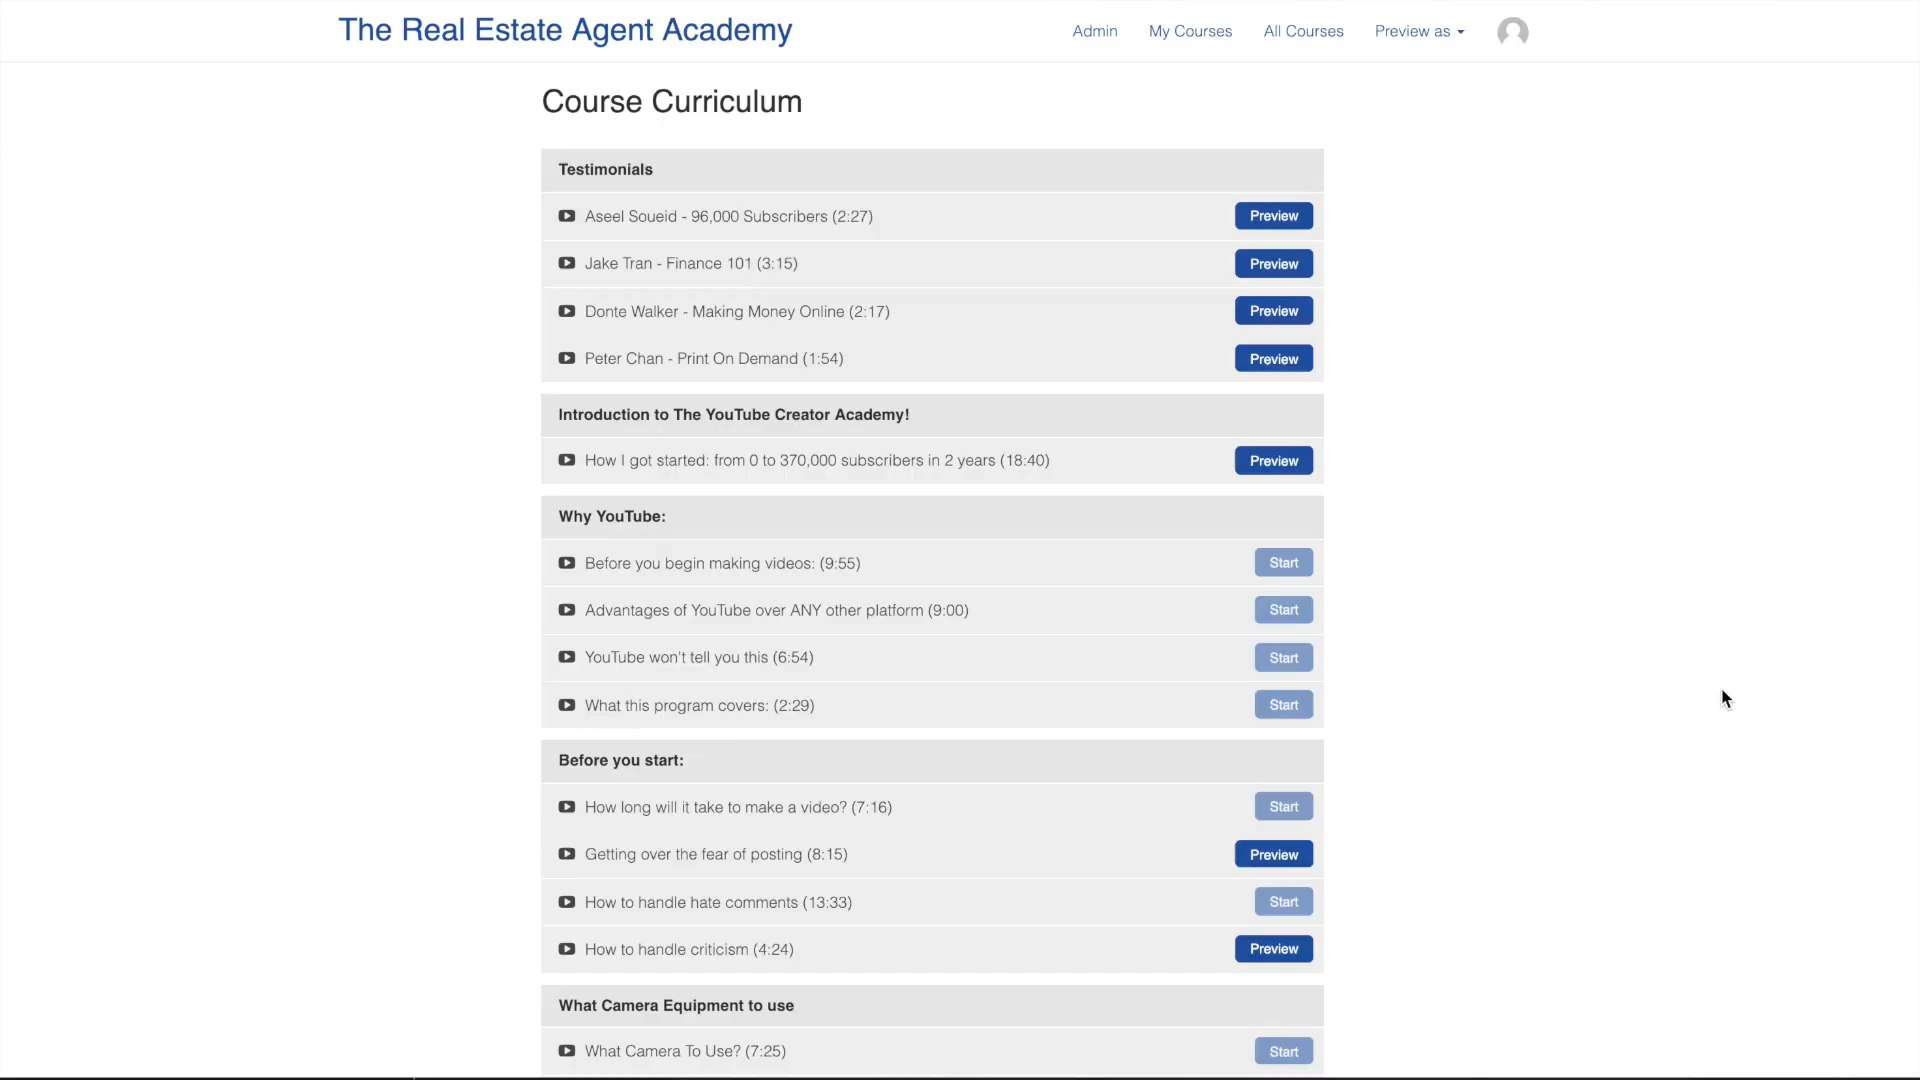 The Real Estate Agent Academy
Admin
My Courses
All Courses
Preview as
Course Curriculum
Testimonials
Aseel Soueid - 96,000 Subscribers (2:27)
Preview
Jake Tran - Finance 101 (3:15)
Preview
Donte Walker - Making Money Online (2:17)
Preview
Peter Chan - Print On Demand (1:54)
Preview
Introduction to The YouTube Creator Academy!
How I got started: from 0 to 370,000 subscribers in 2 years (18:40)
Preview
Why YouTube:
Before you begin making videos: (9:55)
Start
Advantages of YouTube over ANY other platform (9:00)
Start
YouTube won't tell you this (6:54)
Start
What this program covers: (2:29)
Start
Before you start:
How long will it take to make a video? (7:16)
Start
Getting over the fear of posting (8:15)
Preview
How to handle hate comments (13:33)
Start
How to handle criticism (4:24)
Preview
What Camera Equipment to use
What Camera To Use? (7:25)
Start